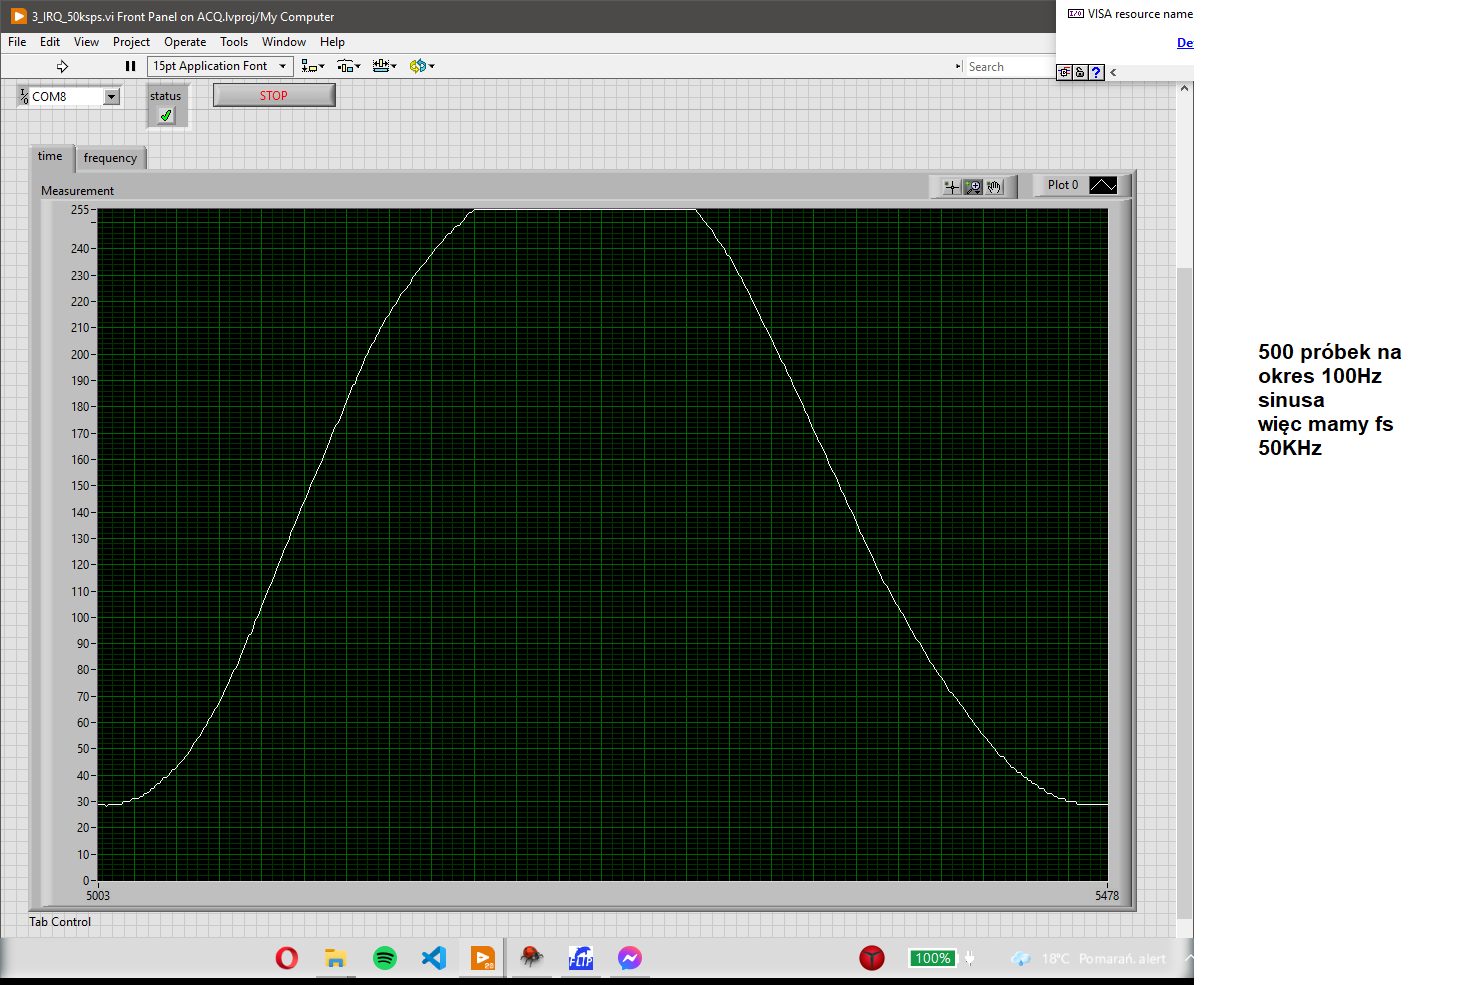 3_IRQ_50ksps.vi Front Panel on ACQ.lvproj/My Computer
I/O VISA resource name
File Edit View Project Operate Tools Window Help
De
15pt Application Font
Search
COM8
status
STOP
time
frequency
Measurement
Plot 0
255
240
230
220
210
200
190
180
170
160
150
140
130
120
110
100
90
80
70
60
50
40
30
20
10
0
5003
5478
Tab Control
500 próbek na
okres 100Hz
sinusa
więc mamy fs
50KHz
FLIP
100%
18°C Pomarań. alert